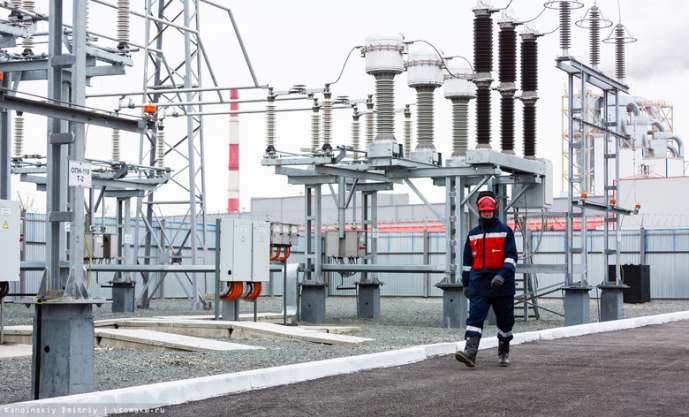 ОПН-110
Т-2
© Kandinskiy Dmitriy / vtomske.ru